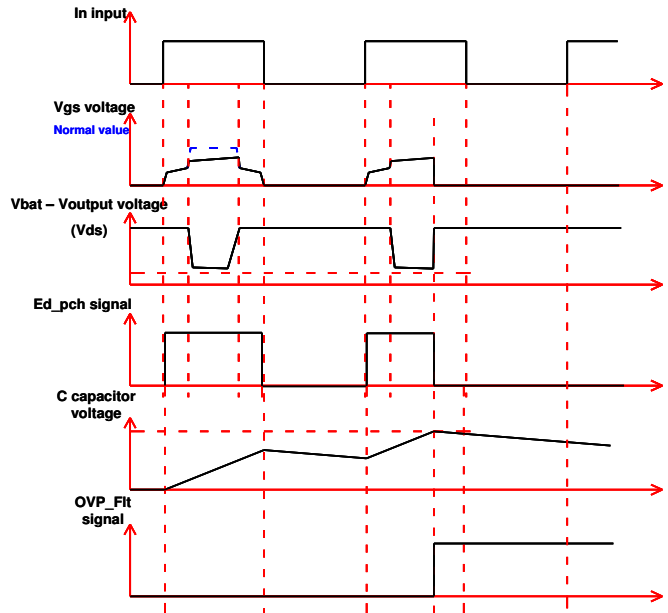 In input
Vgs voltage
Normal value
Vbat – Voutput voltage
(Vds)
Ed_pch signal
C capacitor
voltage
OVP_Flt
signal